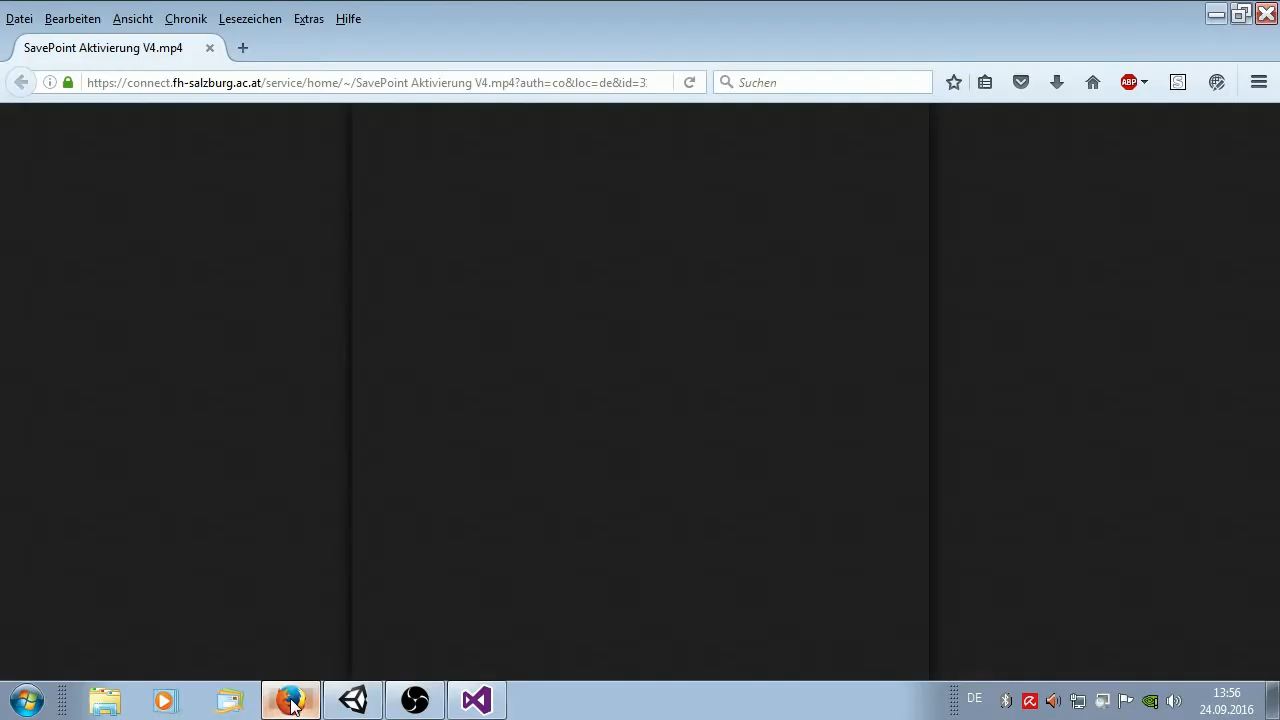 Datei Bearbeiten Ansicht Chronik Lesezeichen Extras Hilfe
SavePoint Aktivierung V4.mp4
https://connect.fh-salzburg.ac.at/service/home/~/SavePoint Aktivierung V4.mp4?auth=co&loc=de&id=3
Suchen
ABP
S
DE
13:56
24.09.2016